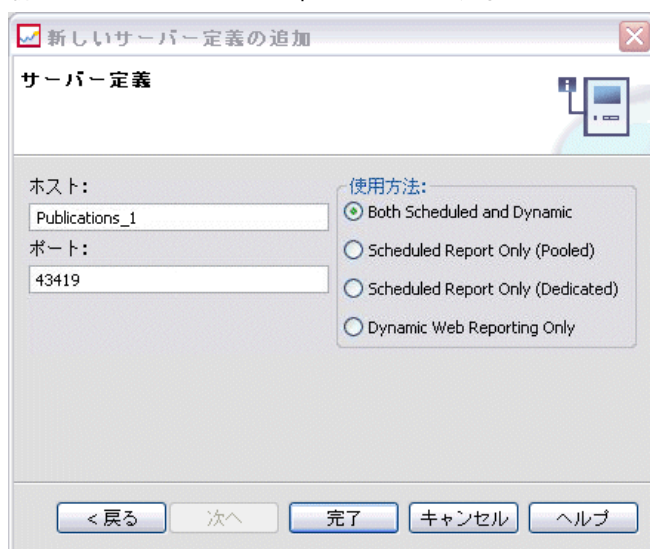 新しいサーバー定義の追加
サーバー定義
ホスト:
Publications_1
ポート:
43419
使用方法:
Both Scheduled and Dynamic
Scheduled Report Only (Pooled)
Scheduled Report Only (Dedicated)
Dynamic Web Reporting Only
< 戻る 次へ 完了 キャンセル ヘルプ